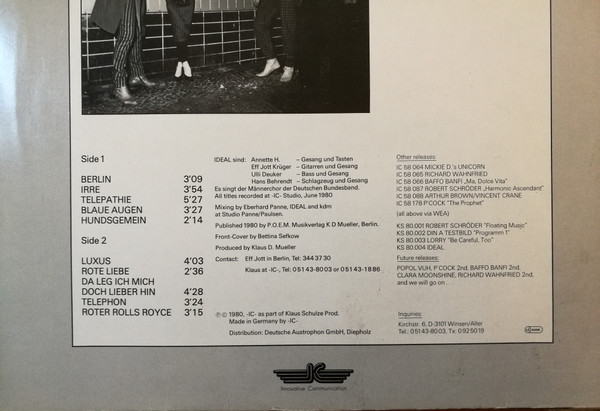 Side 1
BERLIN 3'09
IRRE 3'54
TELEPATHIE 5'27
BLAUE AUGEN 3'27
HUNDSGEMEIN 2'14
Side 2
LUXUS 4'03
ROTE LIEBE 2'36
DA LEG ICH MICH
DOCH LIEBER HIN 4'28
TELEPHON 3'24
ROTER ROLLS ROYCE 3'15
IDEAL sind: Annette H. – Gesang und Tasten
Eff Jott Krüger – Gitarren und Gesang
Ulli Deuker – Bass und Gesang
Hans Behrendt – Schlagzeug und Gesang
Es singt der Männerchor der Deutschen Bundesband.
All titles recorded at -IC- Studio, June 1980
Mixing by Eberhard Panne, IDEAL and kdm
at Studio Panne/Paulsen.
Published 1980 by P.O.E.M. Musikverlag K D Mueller, Berlin.
Front-Cover by Bettina Sefkow
Produced by Klaus D. Mueller
Contact: Eff Jott in Berlin, Tel: 344 37 30
Klaus at -IC-, Tel: 0 51 43-80 03 or 0 51 43-18 86
℗ © 1980, -IC- as part of Klaus Schulze Prod.
Made in Germany by -IC-
Distribution: Deutsche Austrophon GmbH, Diepholz
Other releases:
IC 58 064 MICKIE D.'s UNICORN
IC 58 065 RICHARD WAHNFRIED
IC 58 066 BAFFO BANFI „Ma, Dolce Vita"
IC 58 087 ROBERT SCHRÖDER „Harmonic Ascendant"
IC 58 088 ARTHUR BROWN/VINCENT CRANE
IC 58 178 P'COCK "The Prophet"
(all above via WEA)
KS 80.001 ROBERT SCHRÖDER "Floating Music"
KS 80.002 DIN A TESTBILD "Programm 1"
KS 80.003 LORRY "Be Careful, Too"
KS 80.004 IDEAL
Future releases:
POPOL VUH, P'COCK 2nd. BAFFO BANFI 2nd.
CLARA MOONSHINE, RICHARD WAHNFRIED 2nd.
and we will go on .
Inquiries:
Kirchstr. 6, D-3101 Winsen/Aller
Tel.: 0 51 43-80 03, Tx: 0 92 50 19
IC
Innovative Communication